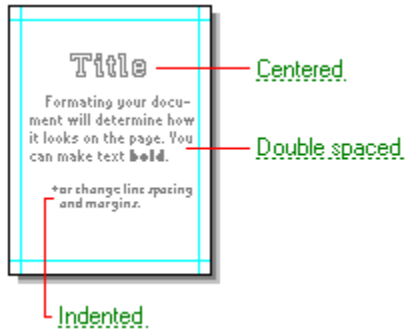 Title
Centered
Formating your docu-
ment will determine how
it looks on the page. You
can make text bold.
Double spaced
+or change line spacing
and margins.
Indented